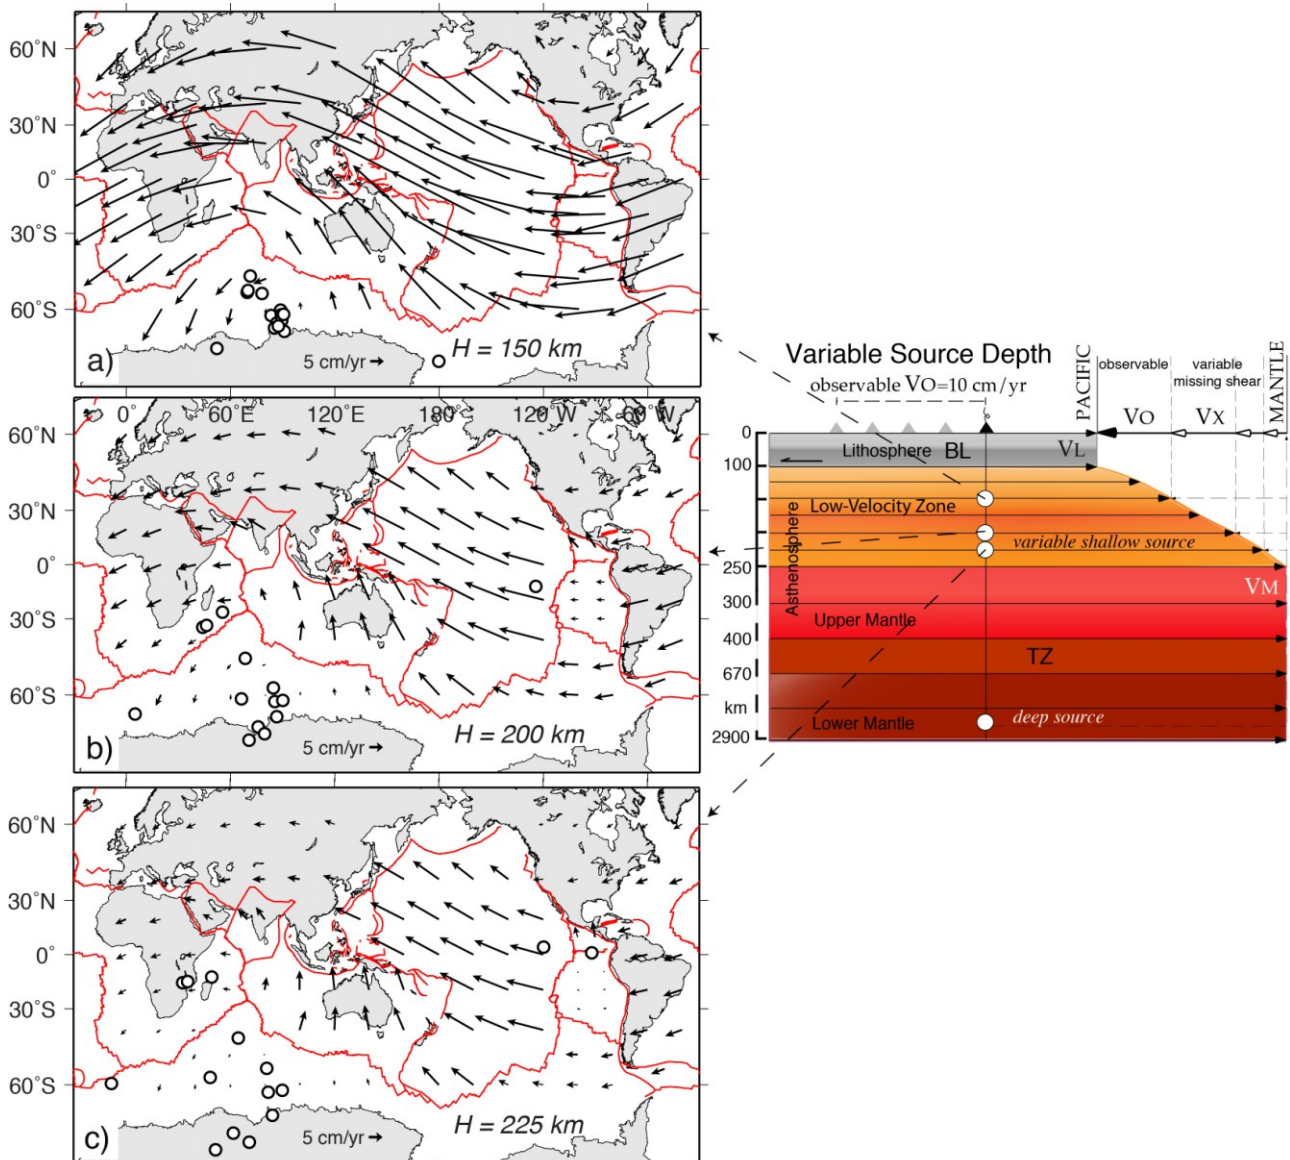 60°N
30°N
0°
30°S
60°S
a)
5 cm/yr
H = 150 km
0°
60°E
120°E
180°
120°W
60°W
60°N
30°N
0°
30°S
60°S
b)
5 cm/yr
H = 200 km
60°N
30°N
0°
30°S
60°S
c)
5 cm/yr
H = 225 km
Variable Source Depth
observable VO=10 cm/yr
PACIFIC
observable
variable
missing shear
MANTLE
VO
VX
0
Lithosphere
BL
VL
100
Low-Velocity Zone
variable shallow source
Asthenosphere
250
VM
300
Upper Mantle
400
TZ
670
km
Lower Mantle
deep source
2900